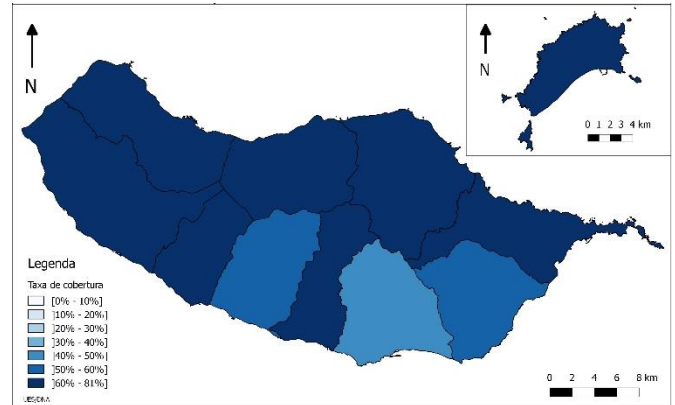 N
N
0 1 2 3 4 km
Legenda
Taxa de cobertura
[0% - 10%]
]10% - 20%]
]20% - 30%]
]30% - 40%]
]40% - 50%]
]50% - 60%]
]60% - 81%]
0 2 4 6 8 km